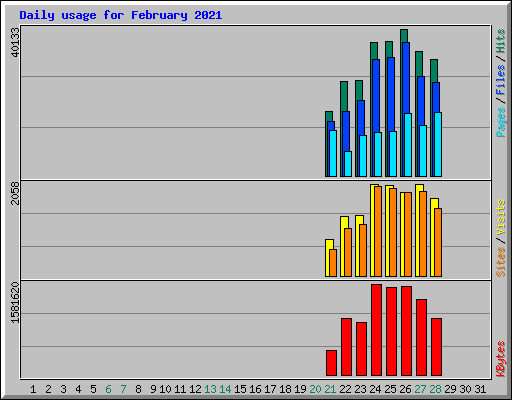 Daily usage for February 2021
40133
Pages / Files / Hits
2058
Sites / Visits
1581620
KBytes
1 2 3 4 5 6 7 8 9 10 11 12 13 14 15 16 17 18 19 20 21 22 23 24 25 26 27 28 29 30 31